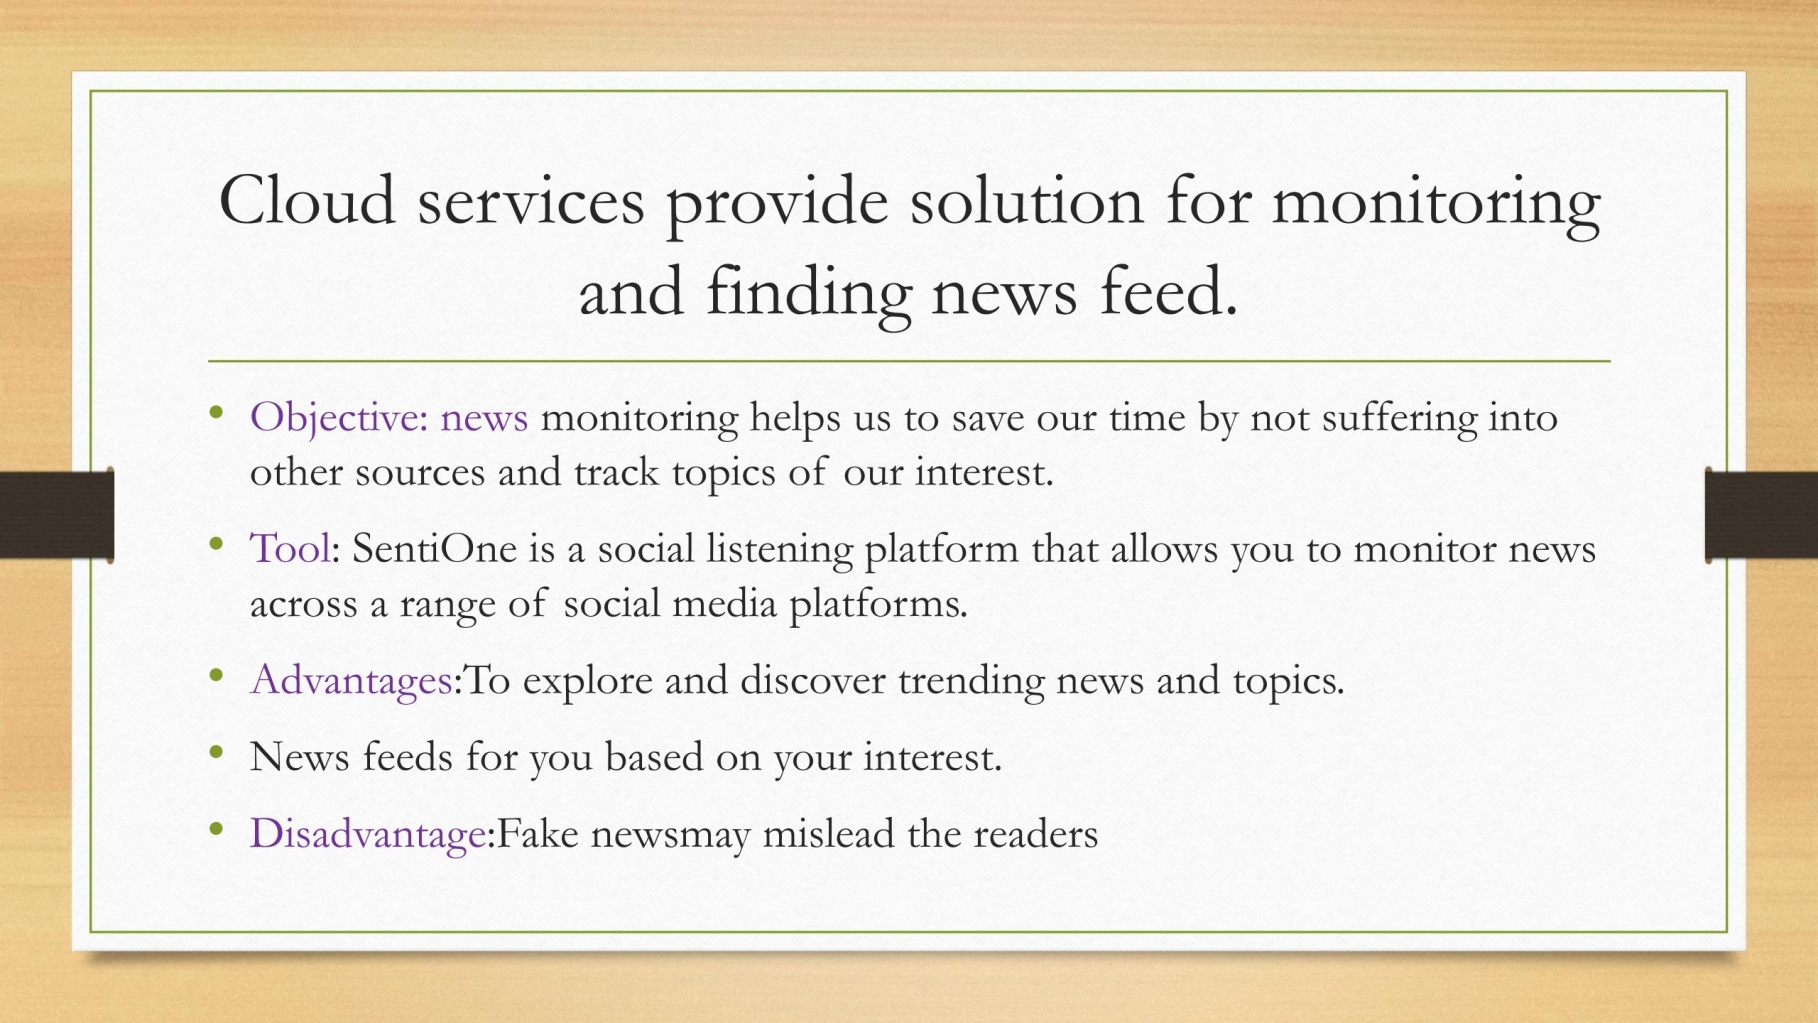 Cloud services provide solution for monitoring
and finding news feed.
• Objective: news monitoring helps us to save our time by not suffering into
other sources and track topics of our interest.
• Tool: SentiOne is a social listening platform that allows you to monitor news
across a range of social media platforms.
• Advantages:To explore and discover trending news and topics.
• News feeds for you based on your interest.
• Disadvantage:Fake newsmay mislead the readers